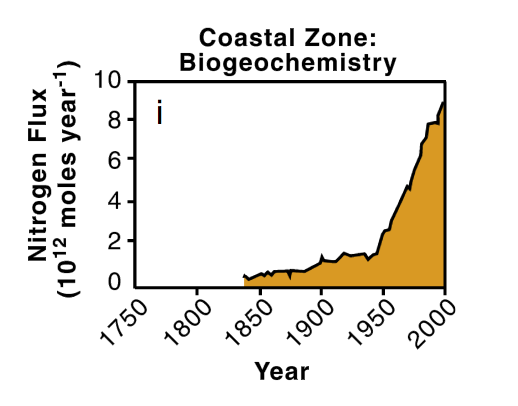 Coastal Zone:
Biogeochemistry
Nitrogen Flux
(10¹² moles year⁻¹)
10
8
6
4
2
0
i
1750
1800
1850
1900
1950
2000
Year